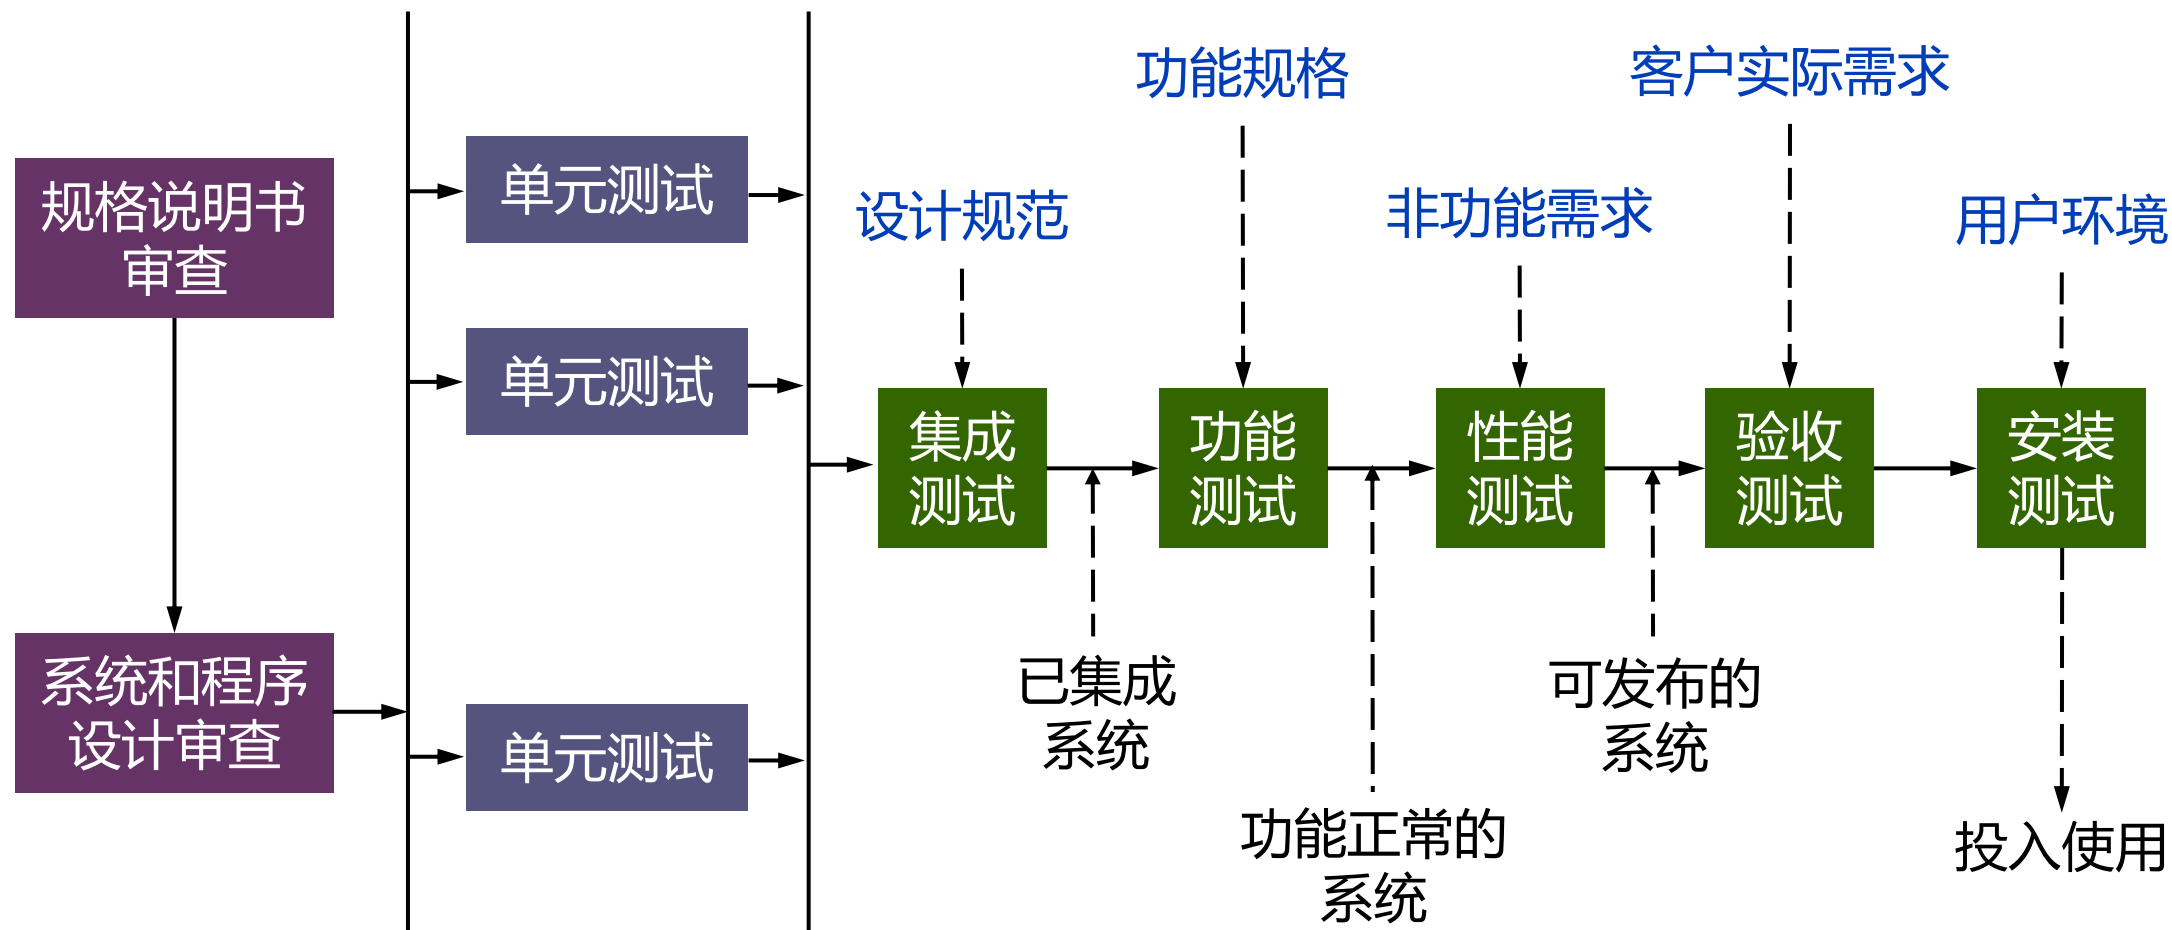 规格说明书
审查
系统和程序
设计审查
单元测试
单元测试
单元测试
设计规范
功能规格
非功能需求
客户实际需求
用户环境
集成
测试
功能
测试
性能
测试
验收
测试
安装
测试
已集成
系统
功能正常的
系统
可发布的
系统
投入使用